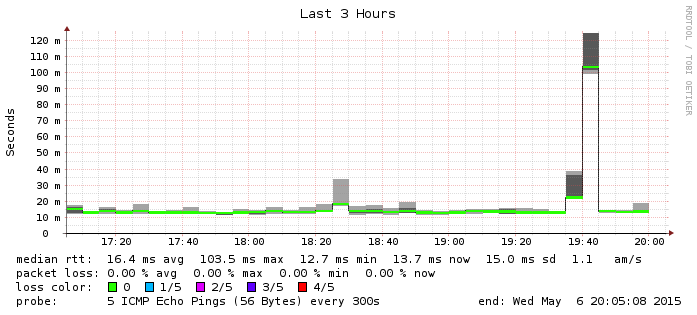 Last 3 Hours
RRDTOOL / TOBI OETIKER
Seconds
120 m
110 m
100 m
90 m
80 m
70 m
60 m
50 m
40 m
30 m
20 m
10 m
0
17:20 17:40 18:00 18:20 18:40 19:00 19:20 19:40 20:00
median rtt: 16.4 ms avg 103.5 ms max 12.7 ms min 13.7 ms now 15.0 ms sd 1.1 am/s
packet loss: 0.00 % avg 0.00 % max 0.00 % min 0.00 % now
loss color: 0 1/5 2/5 3/5 4/5
probe: 5 ICMP Echo Pings (56 Bytes) every 300s end: Wed May 6 20:05:08 2015